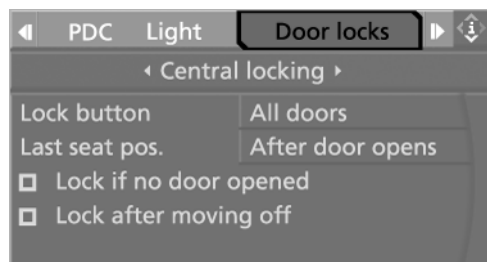 PDC Light Door locks
Central locking
Lock button All doors
Last seat pos. After door opens
Lock if no door opened
Lock after moving off